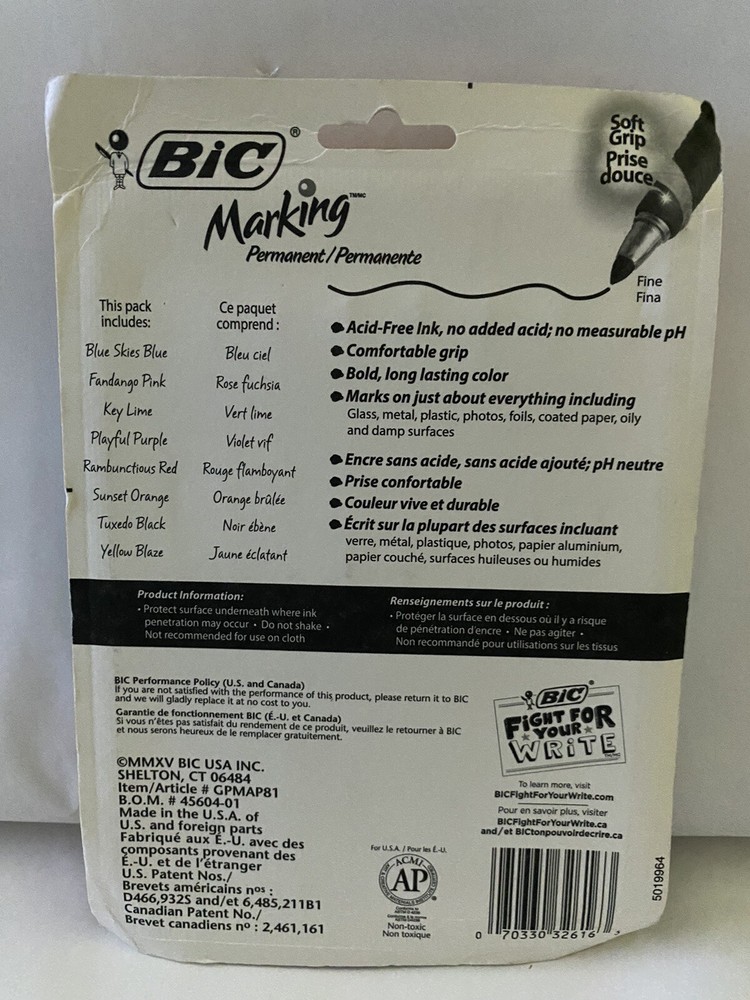 BiC®
Marking™/MC
Permanent / Permanente
Soft
Grip
Prise
douce
Fine
Fina
This pack
includes:
Blue Skies Blue
Fandango Pink
Key Lime
Playful Purple
Rambunctious Red
Sunset Orange
Tuxedo Black
Yellow Blaze
Ce paquet
comprend :
Bleu ciel
Rose fuchsia
Vert lime
Violet vif
Rouge flamboyant
Orange brûlée
Noir ébène
Jaune éclatant
Acid-Free Ink, no added acid; no measurable pH
Comfortable grip
Bold, long lasting color
Marks on just about everything including
Glass, metal, plastic, photos, foils, coated paper, oily
and damp surfaces
Encre sans acide, sans acide ajouté; pH neutre
Prise confortable
Couleur vive et durable
Écrit sur la plupart des surfaces incluant
verre, métal, plastique, photos, papier aluminium,
papier couché, surfaces huileuses ou humides
Product Information:
• Protect surface underneath where ink
penetration may occur • Do not shake •
Not recommended for use on cloth
Renseignements sur le produit :
• Protéger la surface en dessous où il y a risque
de pénétration d'encre • Ne pas agiter •
Non recommandé pour utilisations sur les tissus
BIC Performance Policy (U.S. and Canada)
If you are not satisfied with the performance of this product, please return it to BIC
and we will gladly replace it at no cost to you.
Garantie de fonctionnement BIC (É.-U. et Canada)
Si vous n'êtes pas satisfait du rendement de ce produit, veuillez le retourner à BIC
et nous serons heureux de le remplacer gratuitement.
©MMXV BIC USA INC.
SHELTON, CT 06484
Item/Article # GPMAP81
B.O.M. # 45604-01
Made in the U.S.A. of
U.S. and foreign parts
Fabriqué aux É.-U. avec des
composants provenant des
É.-U. et de l'étranger
U.S. Patent Nos./
Brevets américains nos :
D466,932S and/et 6,485,211B1
Canadian Patent No./
Brevet canadiens no : 2,461,161
For U.S.A. / Pour les É.-U.
ACMI
AP
Non-toxic
Non toxique
BiC®
FiGHT FOR
YOUR
WRiTE
To learn more, visit
BICFightForYourWrite.com
Pour en savoir plus, visiter
BICFightForYourWrite.ca
and/et BICtonpouvoirdecrire.ca
0 70330 32616
5019964